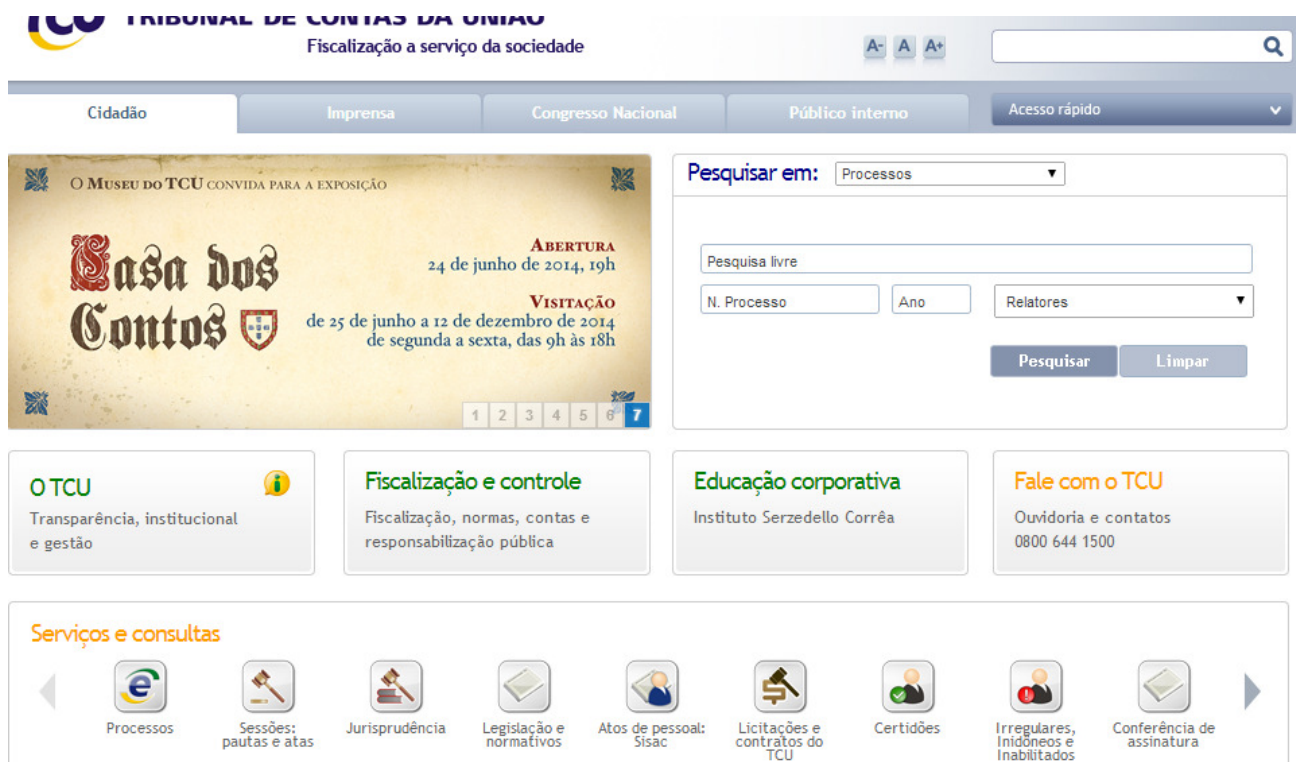 TCU TRIBUNAL DE CONTAS DA UNIÃO
Fiscalização a serviço da sociedade
A- A A+
Cidadão Imprensa Congresso Nacional Público interno Acesso rápido
O MUSEU DO TCU CONVIDA PARA A EXPOSIÇÃO
Casa dos
Contos
ABERTURA
24 de junho de 2014, 19h
VISITAÇÃO
de 25 de junho a 12 de dezembro de 2014
de segunda a sexta, das 9h às 18h
1 2 3 4 5 6 7
Pesquisar em: Processos
Pesquisa livre
N. Processo Ano Relatores
Pesquisar Limpar
O TCU
Transparência, institucional
e gestão
Fiscalização e controle
Fiscalização, normas, contas e
responsabilização pública
Educação corporativa
Instituto Serzedello Corrêa
Fale com o TCU
Ouvidoria e contatos
0800 644 1500
Serviços e consultas
Processos
Sessões:
pautas e atas
Jurisprudência
Legislação e
normativos
Atos de pessoal:
Sisac
Licitações e
contratos do
TCU
Certidões
Irregulares,
Inidôneos e
Inabilitados
Conferência de
assinatura